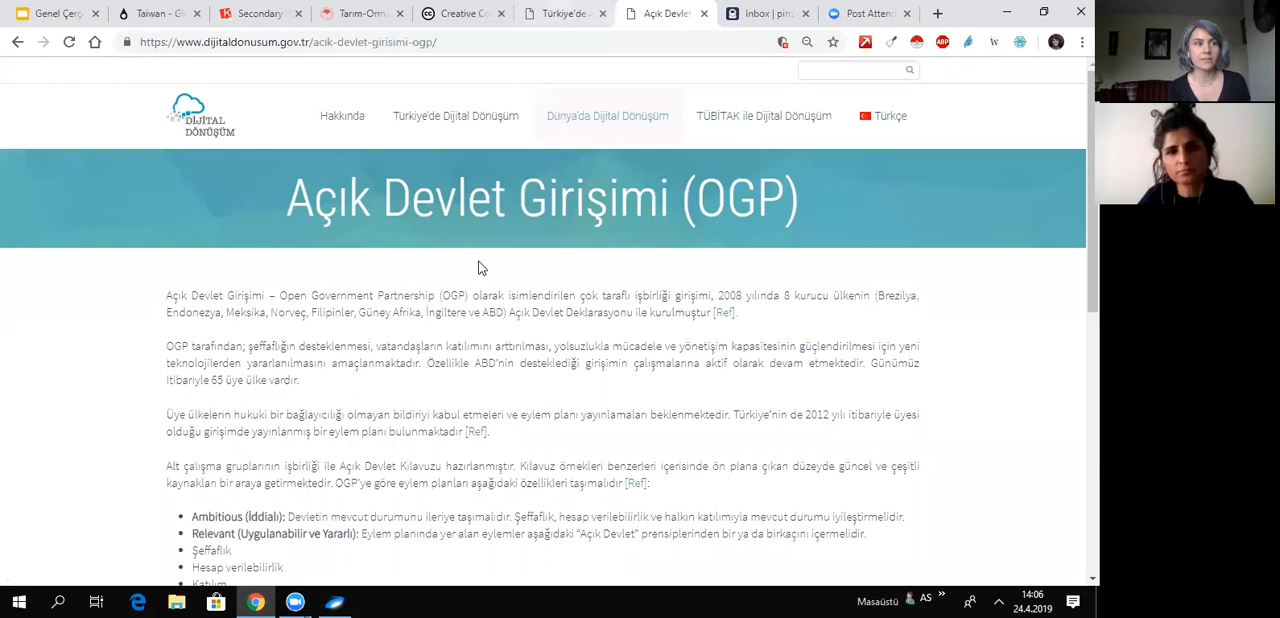 Genel Çerç
Taiwan - Gi
Secondary
Tarım-Orm
Creative Co
Türkiye'de A
Açık Devlet
Inbox | pin
Post Attend
https://www.dijitaldonusum.gov.tr/acik-devlet-girisimi-ogp/
ABP
W
DİJİTAL
DÖNÜŞÜM
Hakkında
Türkiye'de Dijital Dönüşüm
Dünya'da Dijital Dönüşüm
TÜBİTAK ile Dijital Dönüşüm
Türkçe
Açık Devlet Girişimi (OGP)
Açık Devlet Girişimi – Open Government Partnership (OGP) olarak isimlendirilen çok taraflı işbirliği girişimi, 2008 yılında 8 kurucu ülkenin (Brezilya,
Endonezya, Meksika, Norveç, Filipinler, Güney Afrika, İngiltere ve ABD) Açık Devlet Deklarasyonu ile kurulmuştur [Ref].
OGP tarafından; şeffaflığın desteklenmesi, vatandaşların katılımını arttırılması, yolsuzlukla mücadele ve yönetişim kapasitesinin güçlendirilmesi için yeni
teknolojilerden yararlanılmasını amaçlanmaktadır. Özellikle ABD'nin desteklediği girişimin çalışmalarına aktif olarak devam etmektedir. Günümüz
itibariyle 65 üye ülke vardır.
Üye ülkelerin hukuki bir bağlayıcılığı olmayan bildiriyi kabul etmeleri ve eylem planı yayınlamaları beklenmektedir. Türkiye'nin de 2012 yılı itibariyle üyesi
olduğu girişimde yayınlanmış bir eylem planı bulunmaktadır [Ref].
Alt çalışma gruplarının işbirliği ile Açık Devlet Kılavuzu hazırlanmıştır. Kılavuz örnekleri benzerleri içerisinde ön plana çıkan düzeyde güncel ve çeşitli
kaynakları bir araya getirmektedir. OGP'ye göre eylem planları aşağıdaki özellikleri taşımalıdır [Ref]:
• Ambitious (İddialı): Devletin mevcut durumunu ileriye taşımalıdır. Şeffaflık, hesap verilebilirlik ve halkın katılımıyla mevcut durumu iyileştirmelidir.
• Relevant (Uygulanabilir ve Yararlı): Eylem planında yer alan eylemler aşağıdaki “Açık Devlet” prensiplerinden bir ya da birkaçını içermelidir.
• Şeffaflık
• Hesap verilebilirlik
• Katılım
Masaüstü
AS
14:06
24.4.2019